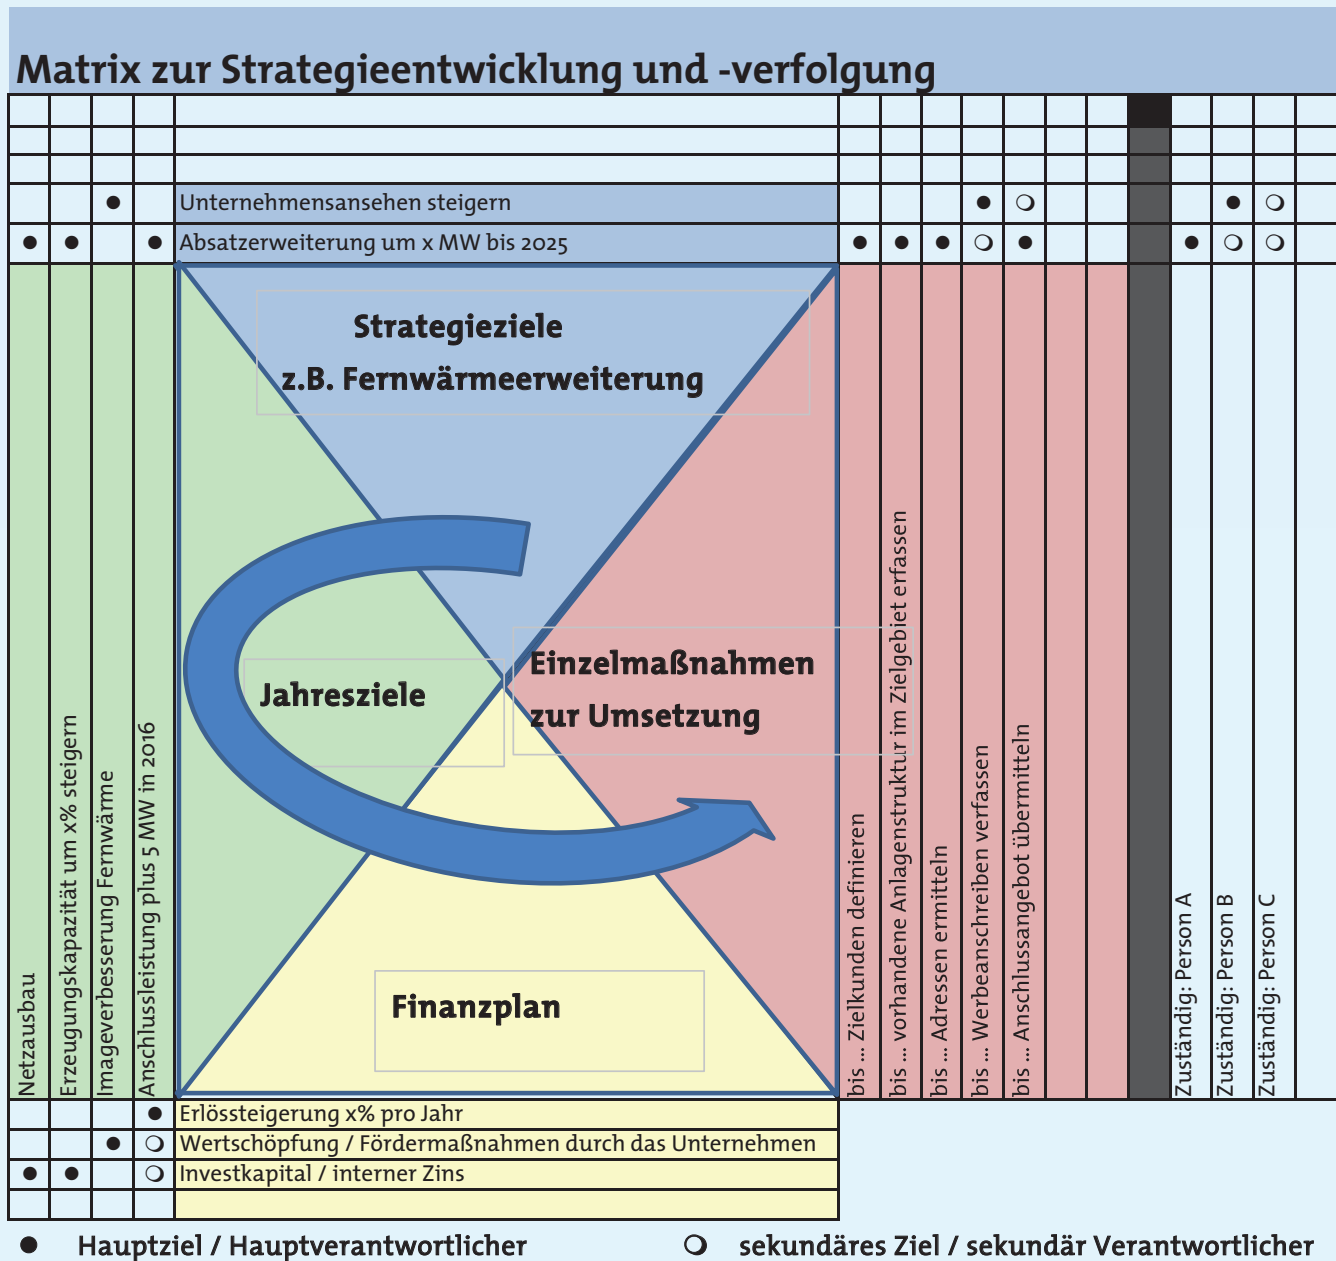 Matrix zur Strategieentwicklung und -verfolgung
Unternehmensansehen steigern
Absatzerweiterung um x MW bis 2025
Strategieziele
z.B. Fernwärmeerweiterung
Jahresziele
Einzelmaßnahmen
zur Umsetzung
Finanzplan
Netzausbau
Erzeugungskapazität um x% steigern
Imageverbesserung Fernwärme
Anschlussleistung plus 5 MW in 2016
bis ... Zielkunden definieren
bis ... vorhandene Anlagenstruktur im Zielgebiet erfassen
bis ... Adressen ermitteln
bis ... Werbeanschreiben verfassen
bis ... Anschlussangebot übermitteln
Zuständig: Person A
Zuständig: Person B
Zuständig: Person C
Erlössteigerung x% pro Jahr
Wertschöpfung / Fördermaßnahmen durch das Unternehmen
Investkapital / interner Zins
Hauptziel / Hauptverantwortlicher
sekundäres Ziel / sekundär Verantwortlicher